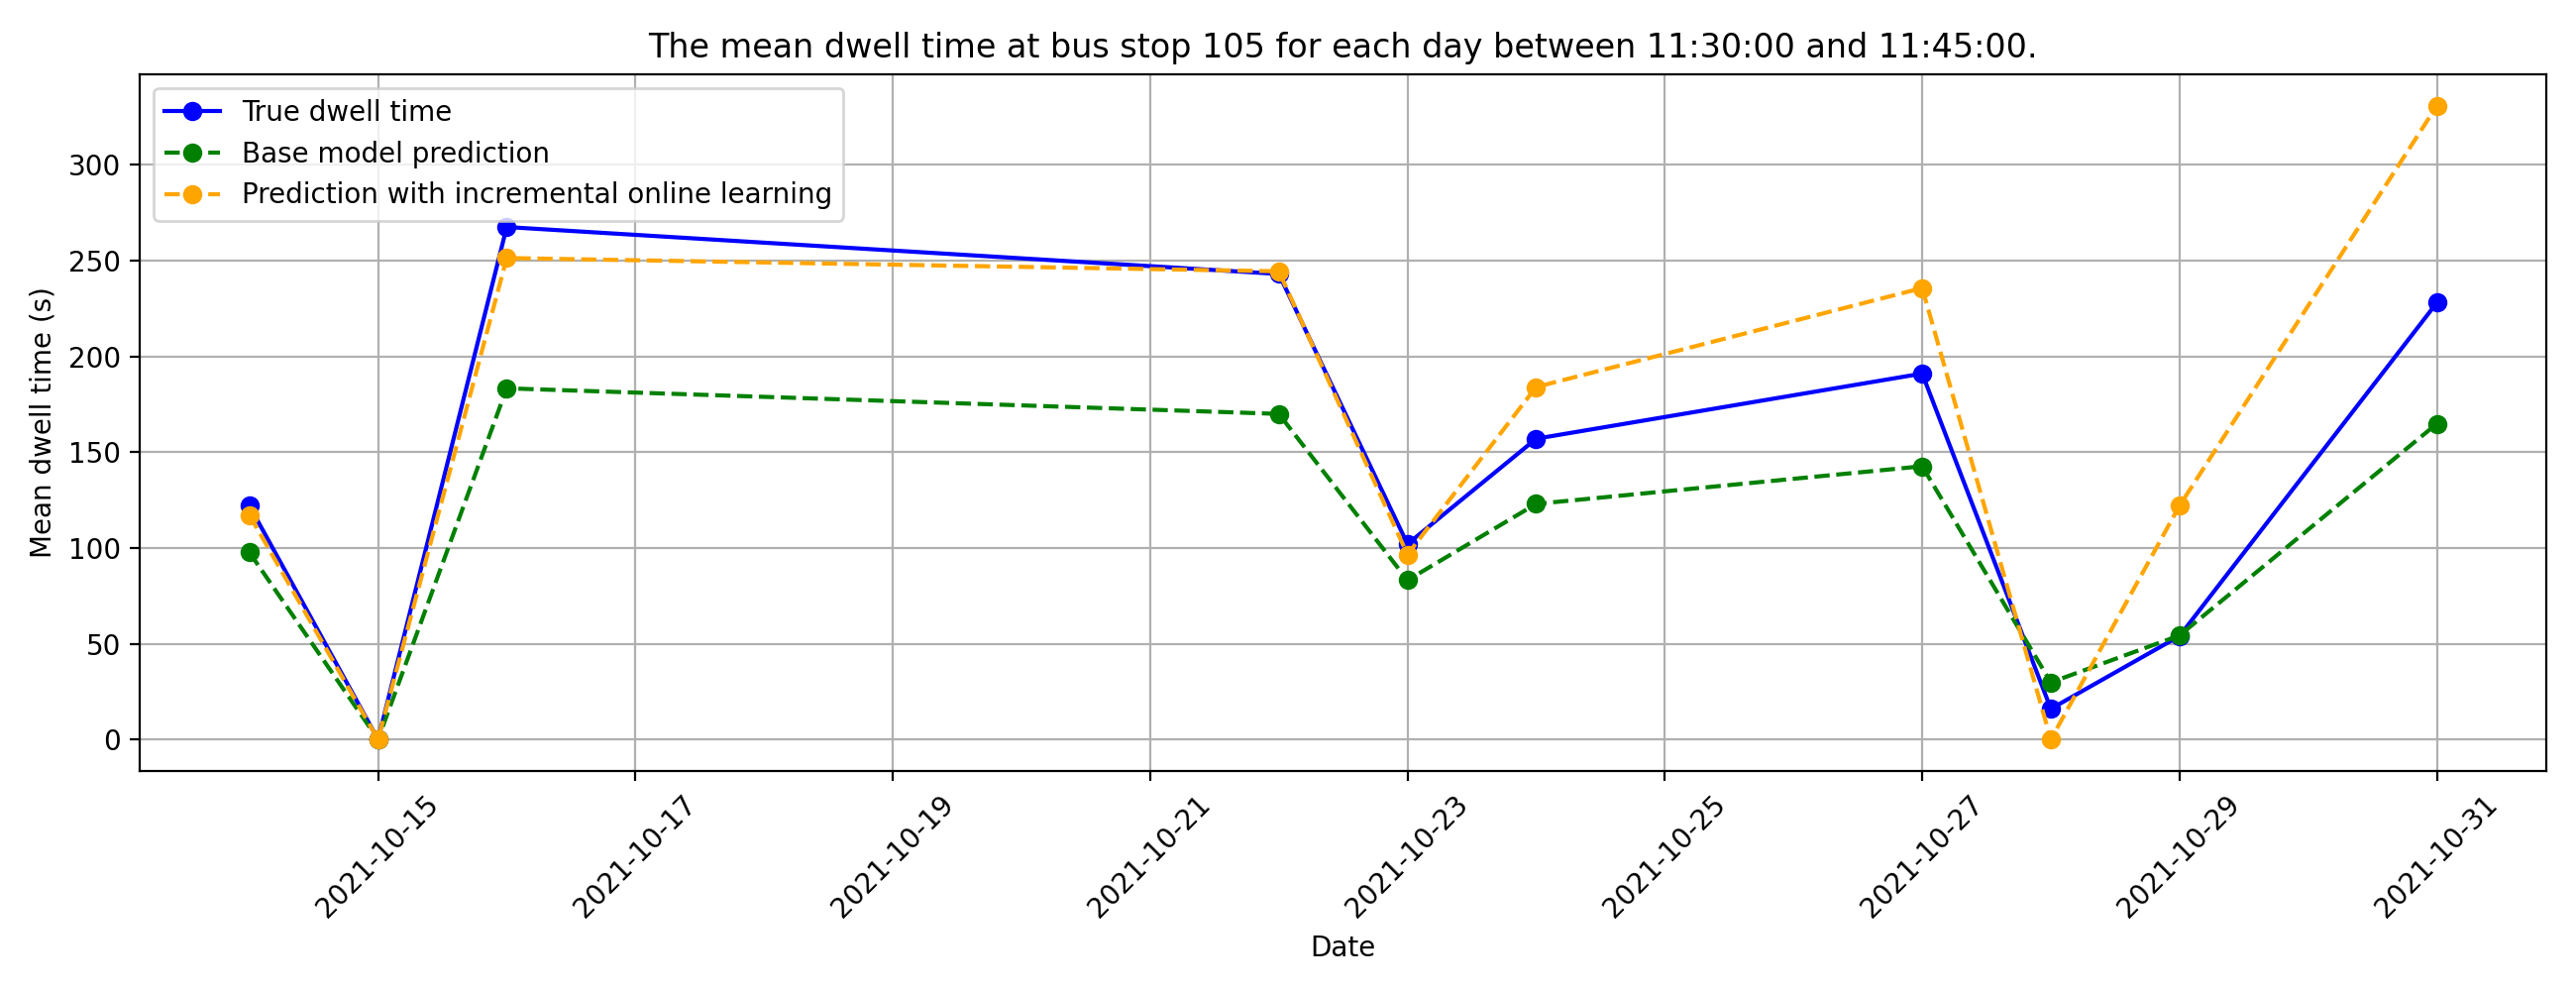 The mean dwell time at bus stop 105 for each day between 11:30:00 and 11:45:00.
True dwell time
Base model prediction
Prediction with incremental online learning
Mean dwell time (s)
300
250
200
150
100
50
0
2021-10-15
2021-10-17
2021-10-19
2021-10-21
2021-10-23
2021-10-25
2021-10-27
2021-10-29
2021-10-31
Date